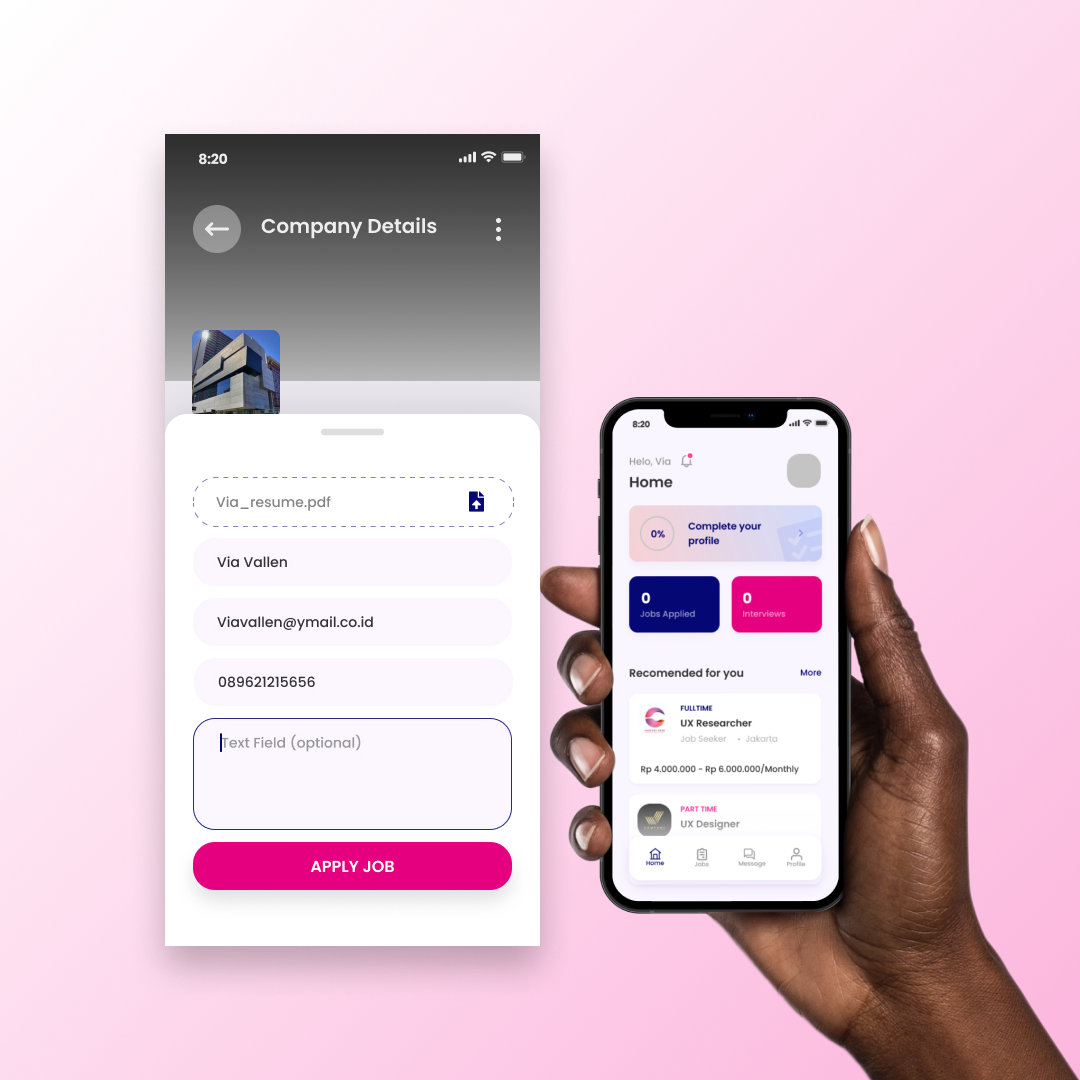 8:20
Company Details
Via_resume.pdf
Via Vallen
Viavallen@ymail.co.id
089621215656
Text Field (optional)
APPLY JOB
8:20
Helo, Via
Home
0%
Complete your
profile
0
Jobs Applied
0
Interviews
Recomended for you
More
FULLTIME
UX Researcher
Job Seeker • Jakarta
Rp 4.000.000 - Rp 6.000.000/Monthly
PART TIME
UX Designer
Home
Jobs
Message
Profile